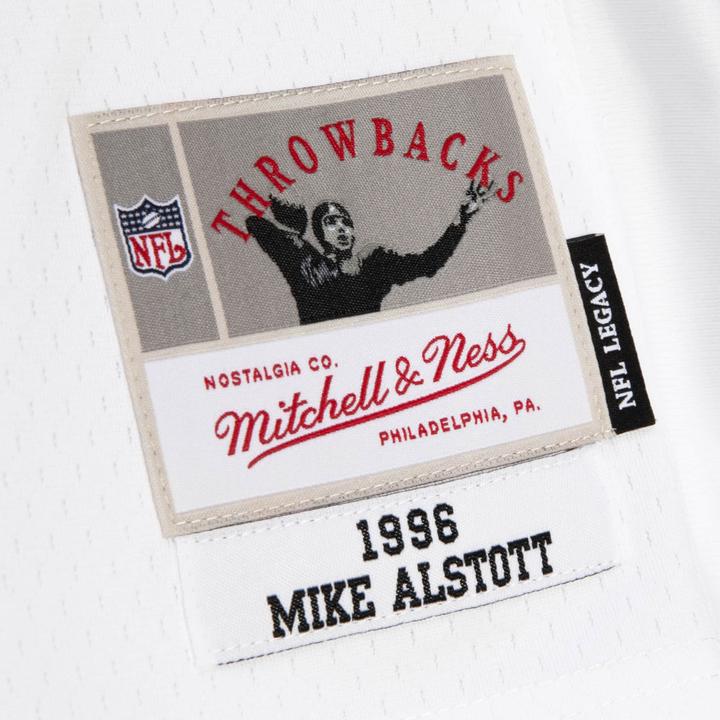 THROWBACKS
NFL
NOSTALGIA CO.
Mitchell & Ness
PHILADELPHIA, PA.
NFL LEGACY
1996
MIKE ALSTOTT